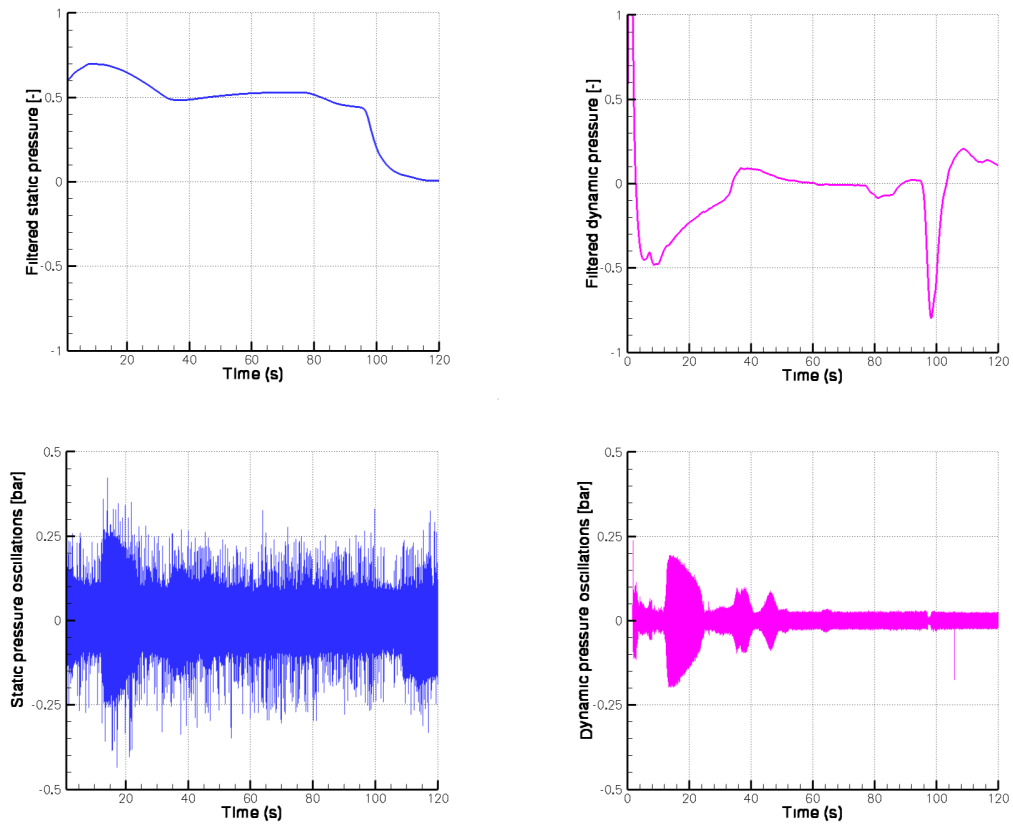 Filtered static pressure [-]
1
0.5
0
-0.5
-1
20 40 60 80 100 120
Time (s)
Filtered dynamic pressure [-]
1
0.5
0
-0.5
-1
0 20 40 60 80 100 120
Time (s)
Static pressure oscillations [bar]
0.5
0.25
0
-0.25
-0.5
20 40 60 80 100 120
Time (s)
Dynamic pressure oscillations [bar]
0.5
0.25
0
-0.25
-0.5
0 20 40 60 80 100 120
Time (s)